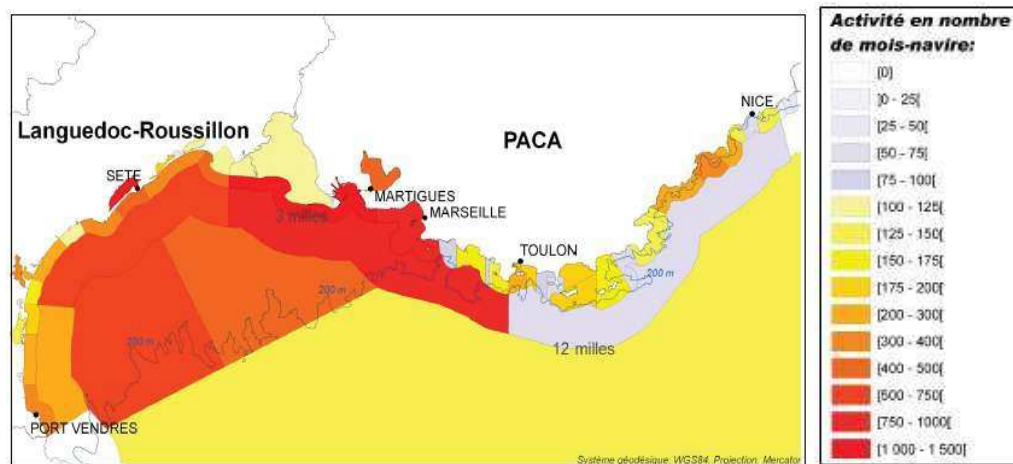 Languedoc-Roussillon
PACA
NICE
SETE
MARTIGUES
3 milles
MARSEILLE
TOULON
200 m
200 m
200 m
12 milles
PORT VENDRES
Système géodésique: WGS84, Projection, Mercator
Activité en nombre
de mois-navire:
[0]
]0 - 25[
[25 - 50[
[50 - 75[
[75 - 100[
[100 - 125[
[125 - 150[
[150 - 175[
[175 - 200[
[200 - 300[
[300 - 400[
[400 - 500[
[500 - 750[
[750 - 1000[
[1 000 - 1 500[